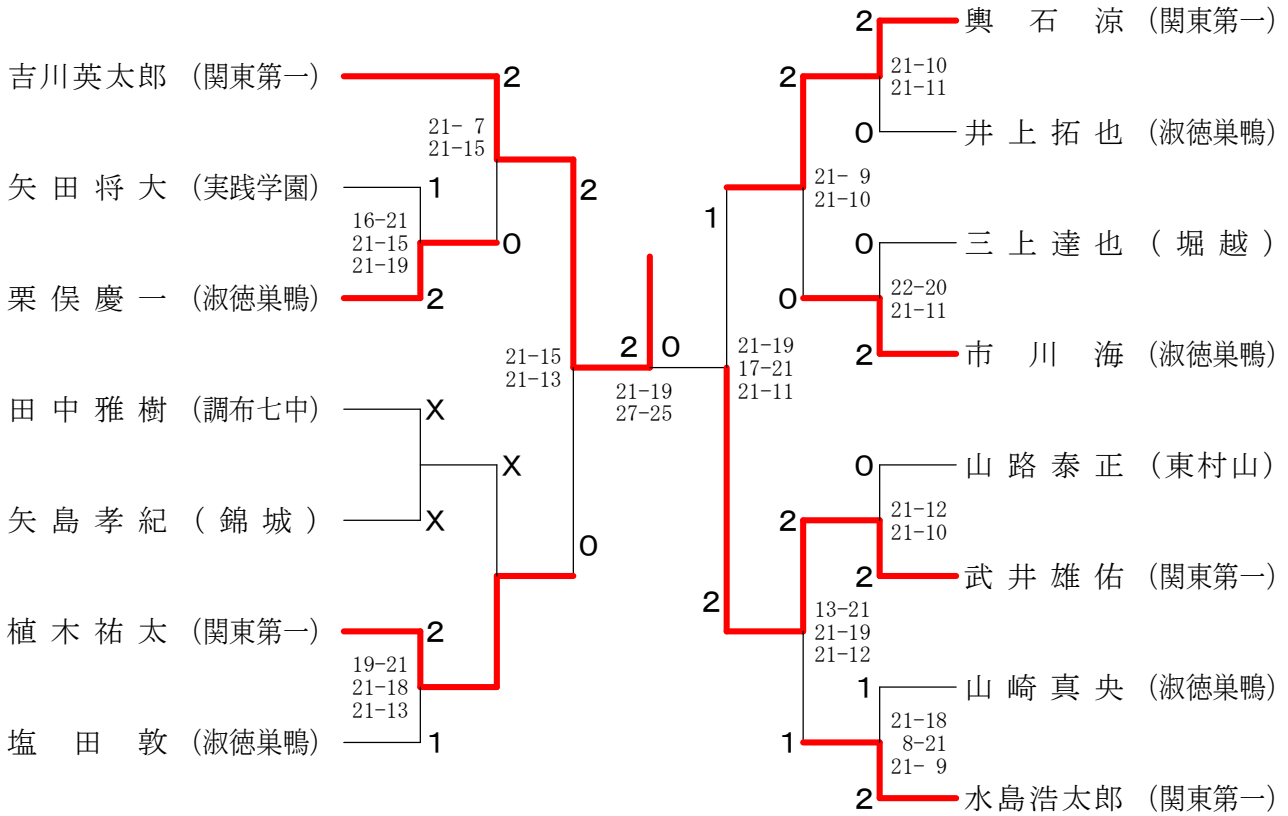 吉川英太郎 (関東第一)
2
21- 7
21-15
矢田将大 (実践学園)
1
16-21
21-15
21-19
0
栗俣慶一 (淑徳巣鴨)
2
2
21-15
21-13
田中雅樹 (調布七中)
X
X
矢島孝紀 (錦城)
X
0
植木祐太 (関東第一)
2
19-21
21-18
21-13
塩田敦 (淑徳巣鴨)
1
2 0
21-19
27-25
2
輿石涼 (関東第一)
21-10
21-11
2
0
井上拓也 (淑徳巣鴨)
21- 9
21-10
1
0
三上達也 (堀越)
22-20
21-11
0
2
市川海 (淑徳巣鴨)
21-19
17-21
21-11
0
山路泰正 (東村山)
21-12
21-10
2
2
武井雄佑 (関東第一)
2
13-21
21-19
21-12
1
山崎真央 (淑徳巣鴨)
21-18
8-21
21- 9
1
2
水島浩太郎 (関東第一)